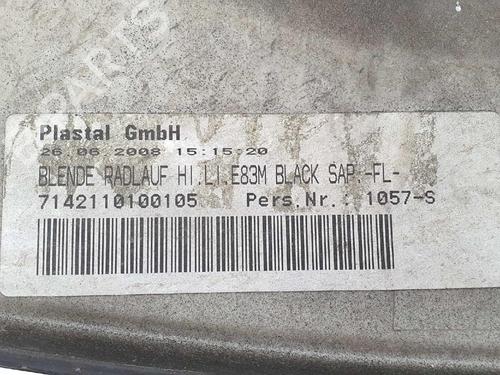 Plastal GmbH
26 06 2008 15:15:20
BLENDE RADLAUF HI.LI.E83M BLACK SAP.-FL-
7142110100105 Pers.Nr.: 1057-S